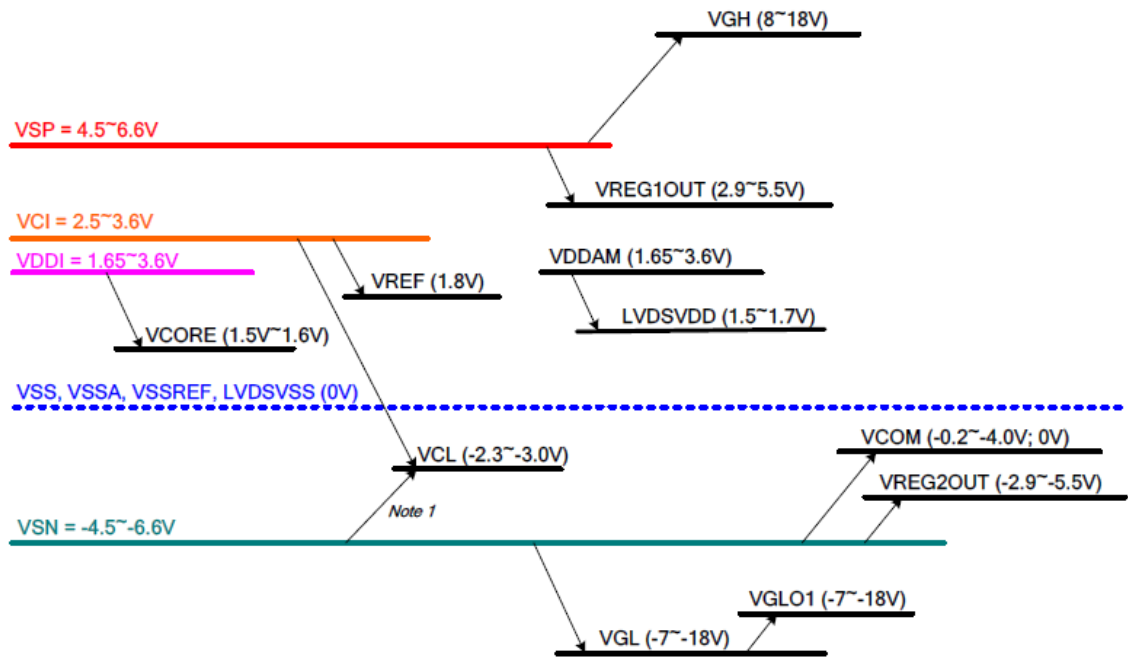 VGH (8~18V)
VSP = 4.5~6.6V
VREG1OUT (2.9~5.5V)
VCI = 2.5~3.6V
VDDI = 1.65~3.6V
VDDAM (1.65~3.6V)
VREF (1.8V)
LVDSVDD (1.5~1.7V)
VCORE (1.5V~1.6V)
VSS, VSSA, VSSREF, LVDSVSS (0V)
VCOM (-0.2~-4.0V; 0V)
VCL (-2.3~-3.0V)
VREG2OUT (-2.9~-5.5V)
Note 1
VSN = -4.5~-6.6V
VGLO1 (-7~-18V)
VGL (-7~-18V)